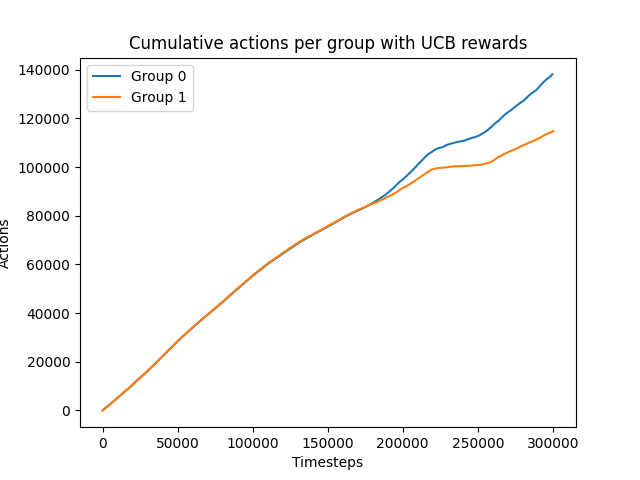 Cumulative actions per group with UCB rewards
Group 0
Group 1
140000
120000
100000
80000
60000
40000
20000
0
Actions
0 50000 100000 150000 200000 250000 300000
Timesteps